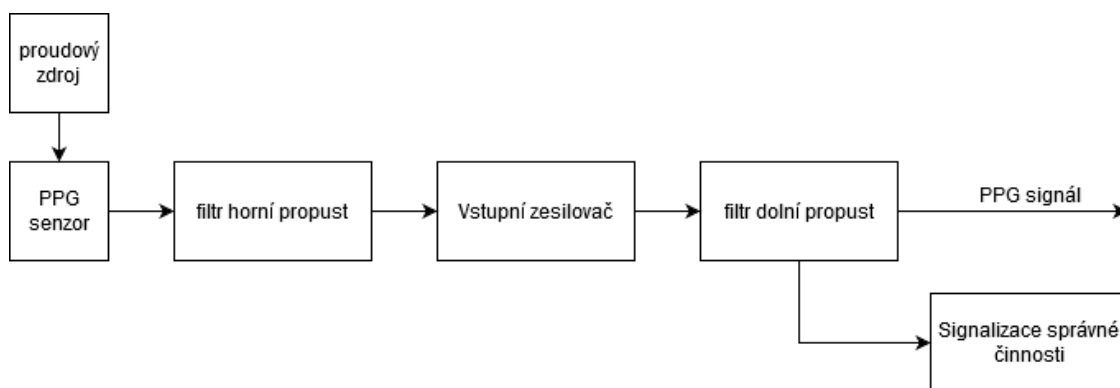 proudový
zdroj
PPG
senzor
filtr horní propust
Vstupní zesilovač
filtr dolní propust
PPG signál
Signalizace správné
činnosti